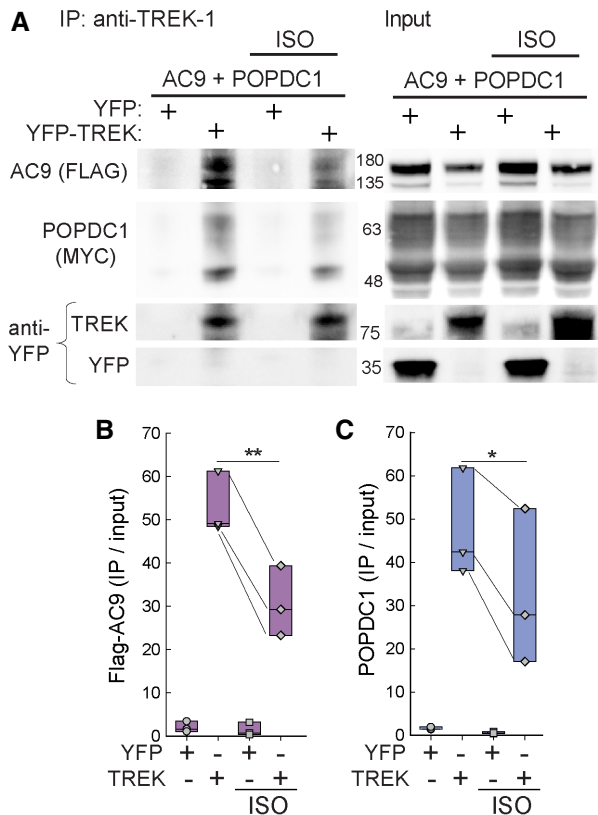 A IP: anti-TREK-1 Input
ISO ISO
AC9 + POPDC1 AC9 + POPDC1
YFP: + + + +
YFP-TREK: + + + +
AC9 (FLAG) 180
135
POPDC1 63
(MYC) 48
anti-
YFP
TREK 75
YFP 35
B
Flag-AC9 (IP / input)
70
60
50
40
30
20
10
0
**
YFP + - + -
TREK - + - +
ISO
C
POPDC1 (IP / input)
70
60
50
40
30
20
10
0
*
YFP + - + -
TREK - + - +
ISO